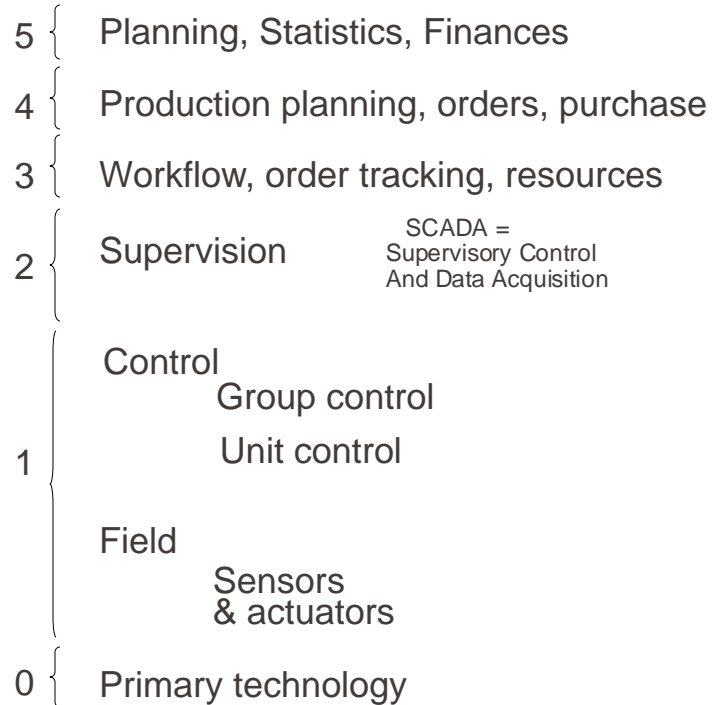 5 Planning, Statistics, Finances
4 Production planning, orders, purchase
3 Workflow, order tracking, resources
2 Supervision
SCADA =
Supervisory Control
And Data Acquisition
1
Control
Group control
Unit control
Field
Sensors
& actuators
0 Primary technology